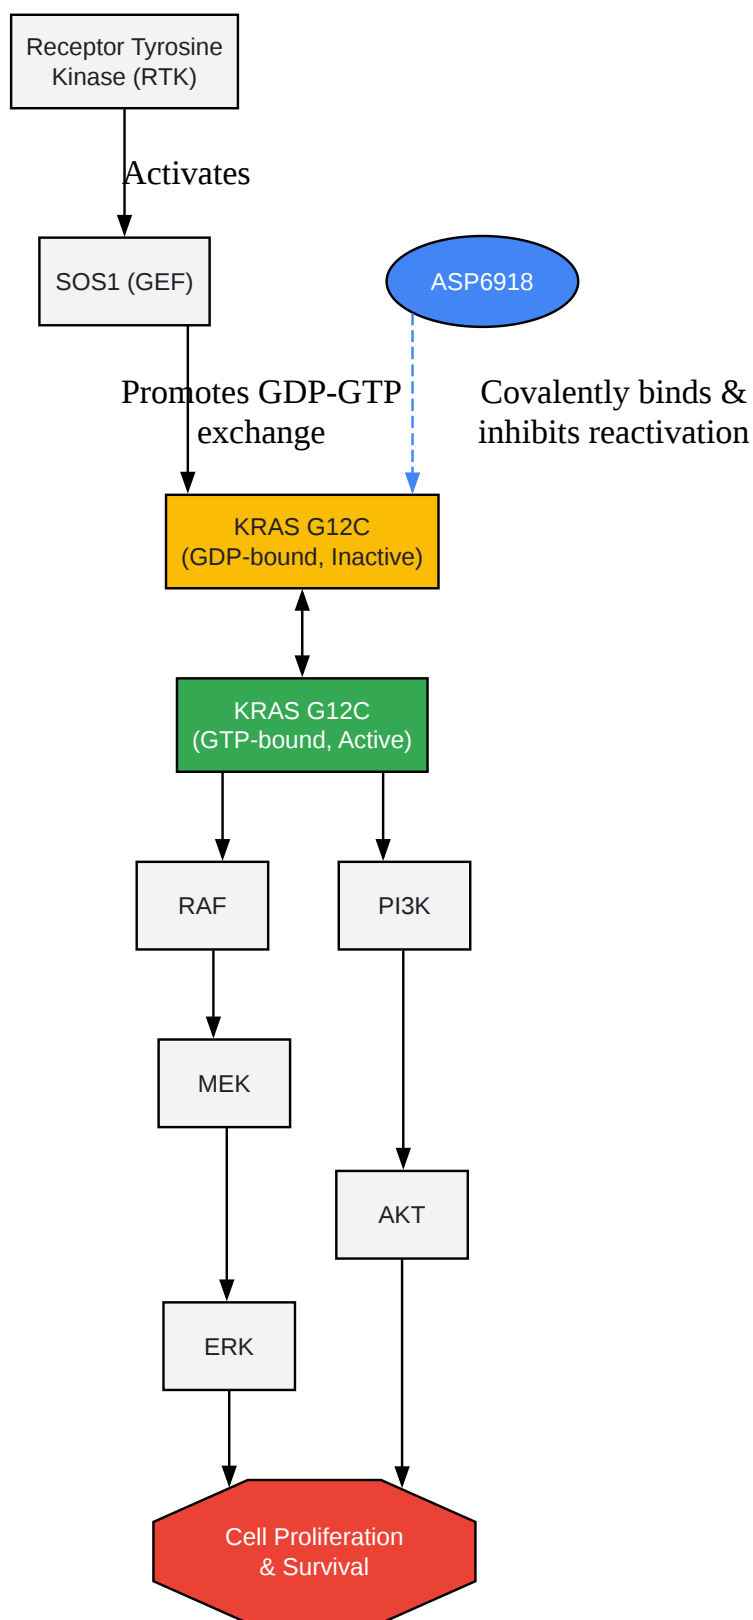 Receptor Tyrosine
Kinase (RTK)
Activates
SOS1 (GEF)
ASP6918
Promotes GDP-GTP
exchange
Covalently binds &
inhibits reactivation
KRAS G12C
(GDP-bound, Inactive)
KRAS G12C
(GTP-bound, Active)
RAF
PI3K
MEK
AKT
ERK
Cell Proliferation
& Survival